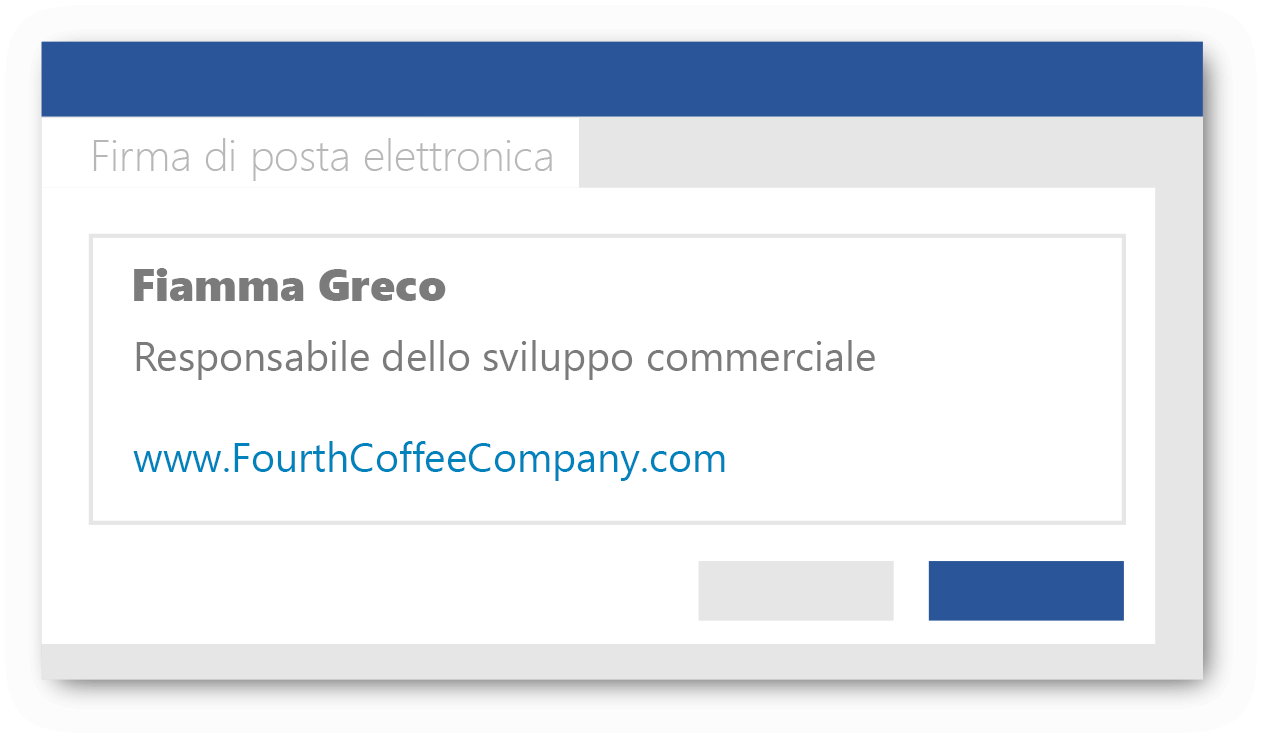 Firma di posta elettronica
Fiamma Greco
Responsabile dello sviluppo commerciale
www.FourthCoffeeCompany.com